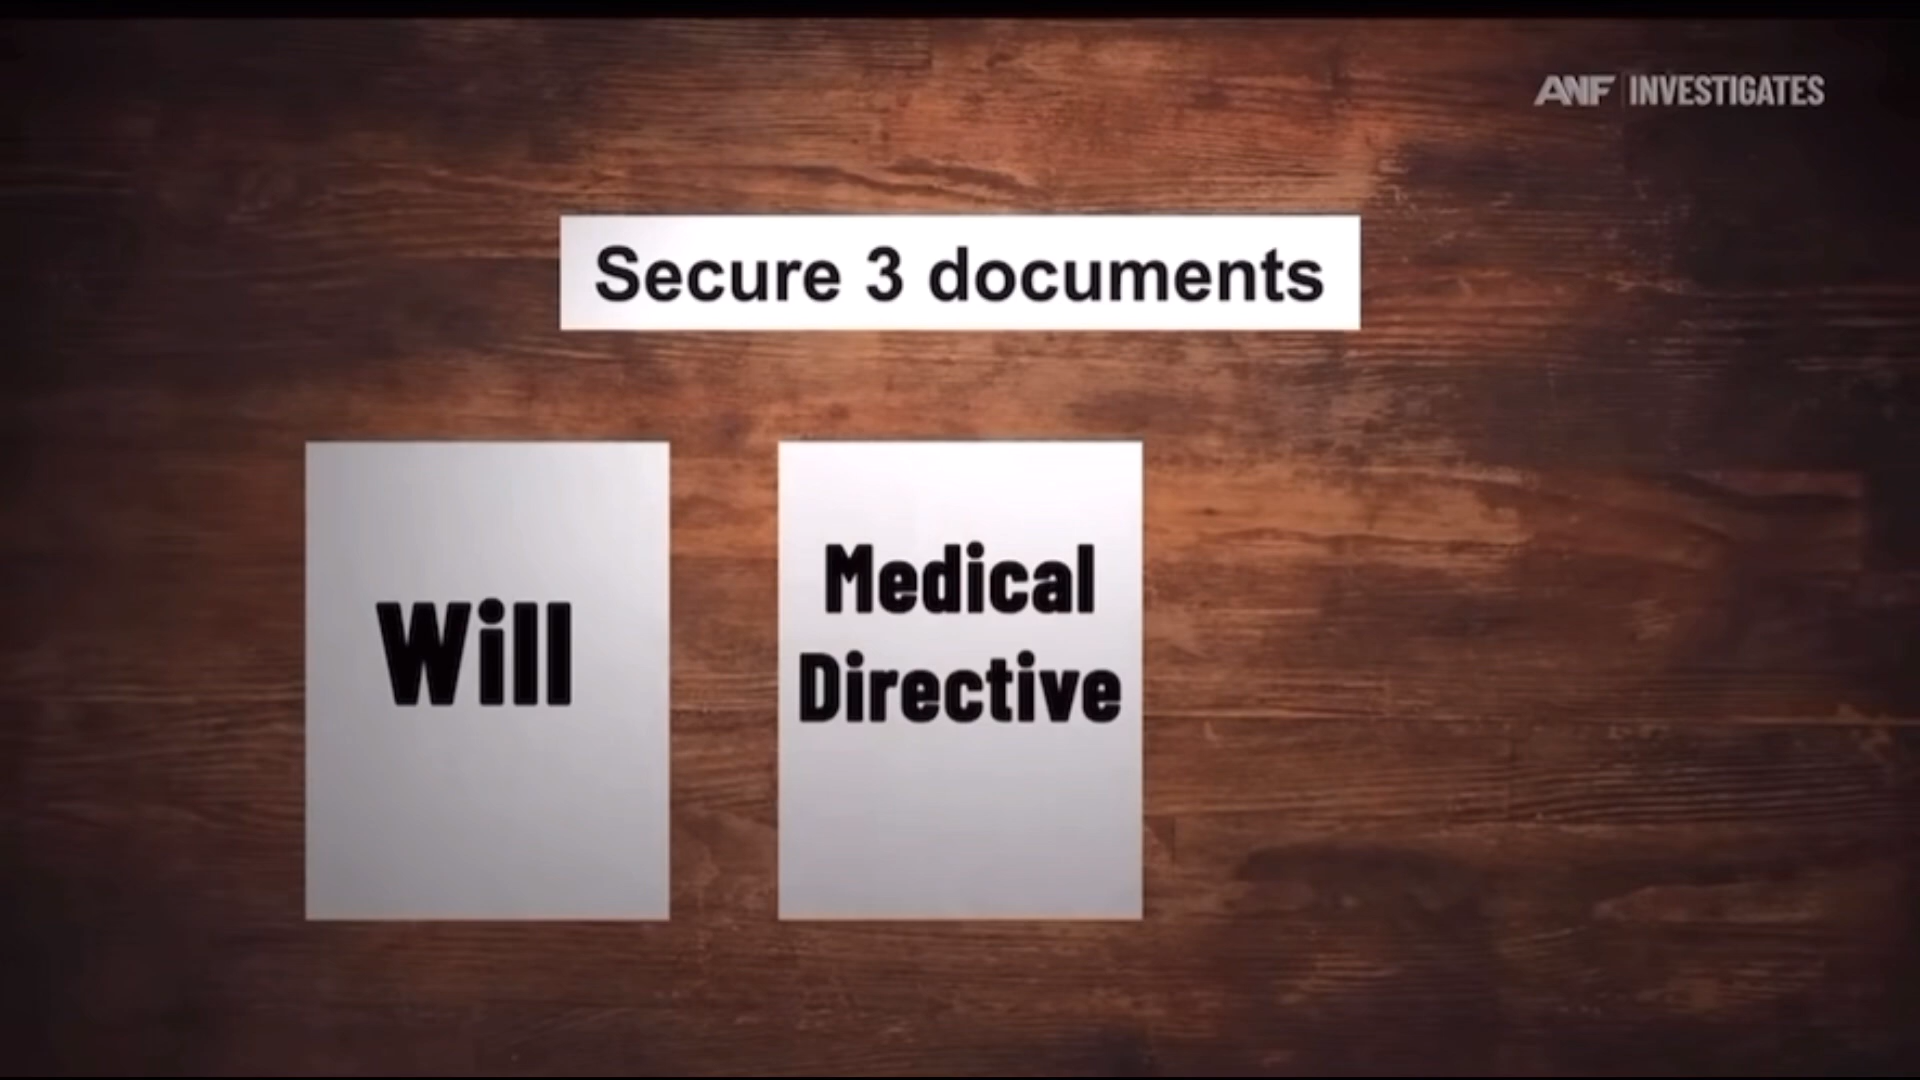 ANF INVESTIGATES
Secure 3 documents
Will
Medical
Directive